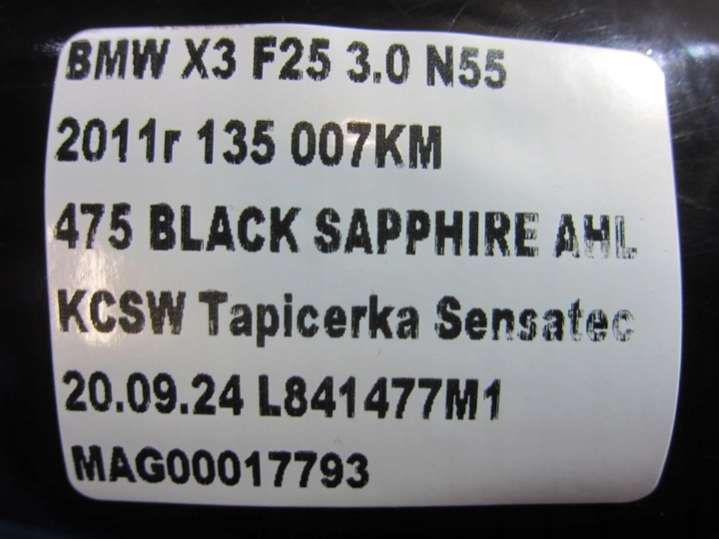 BMW X3 F25 3.0 N55
2011r 135 007KM
475 BLACK SAPPHIRE AHL
KCSW Tapicerka Sensatec
20.09.24 L841477M1
MAG00017793